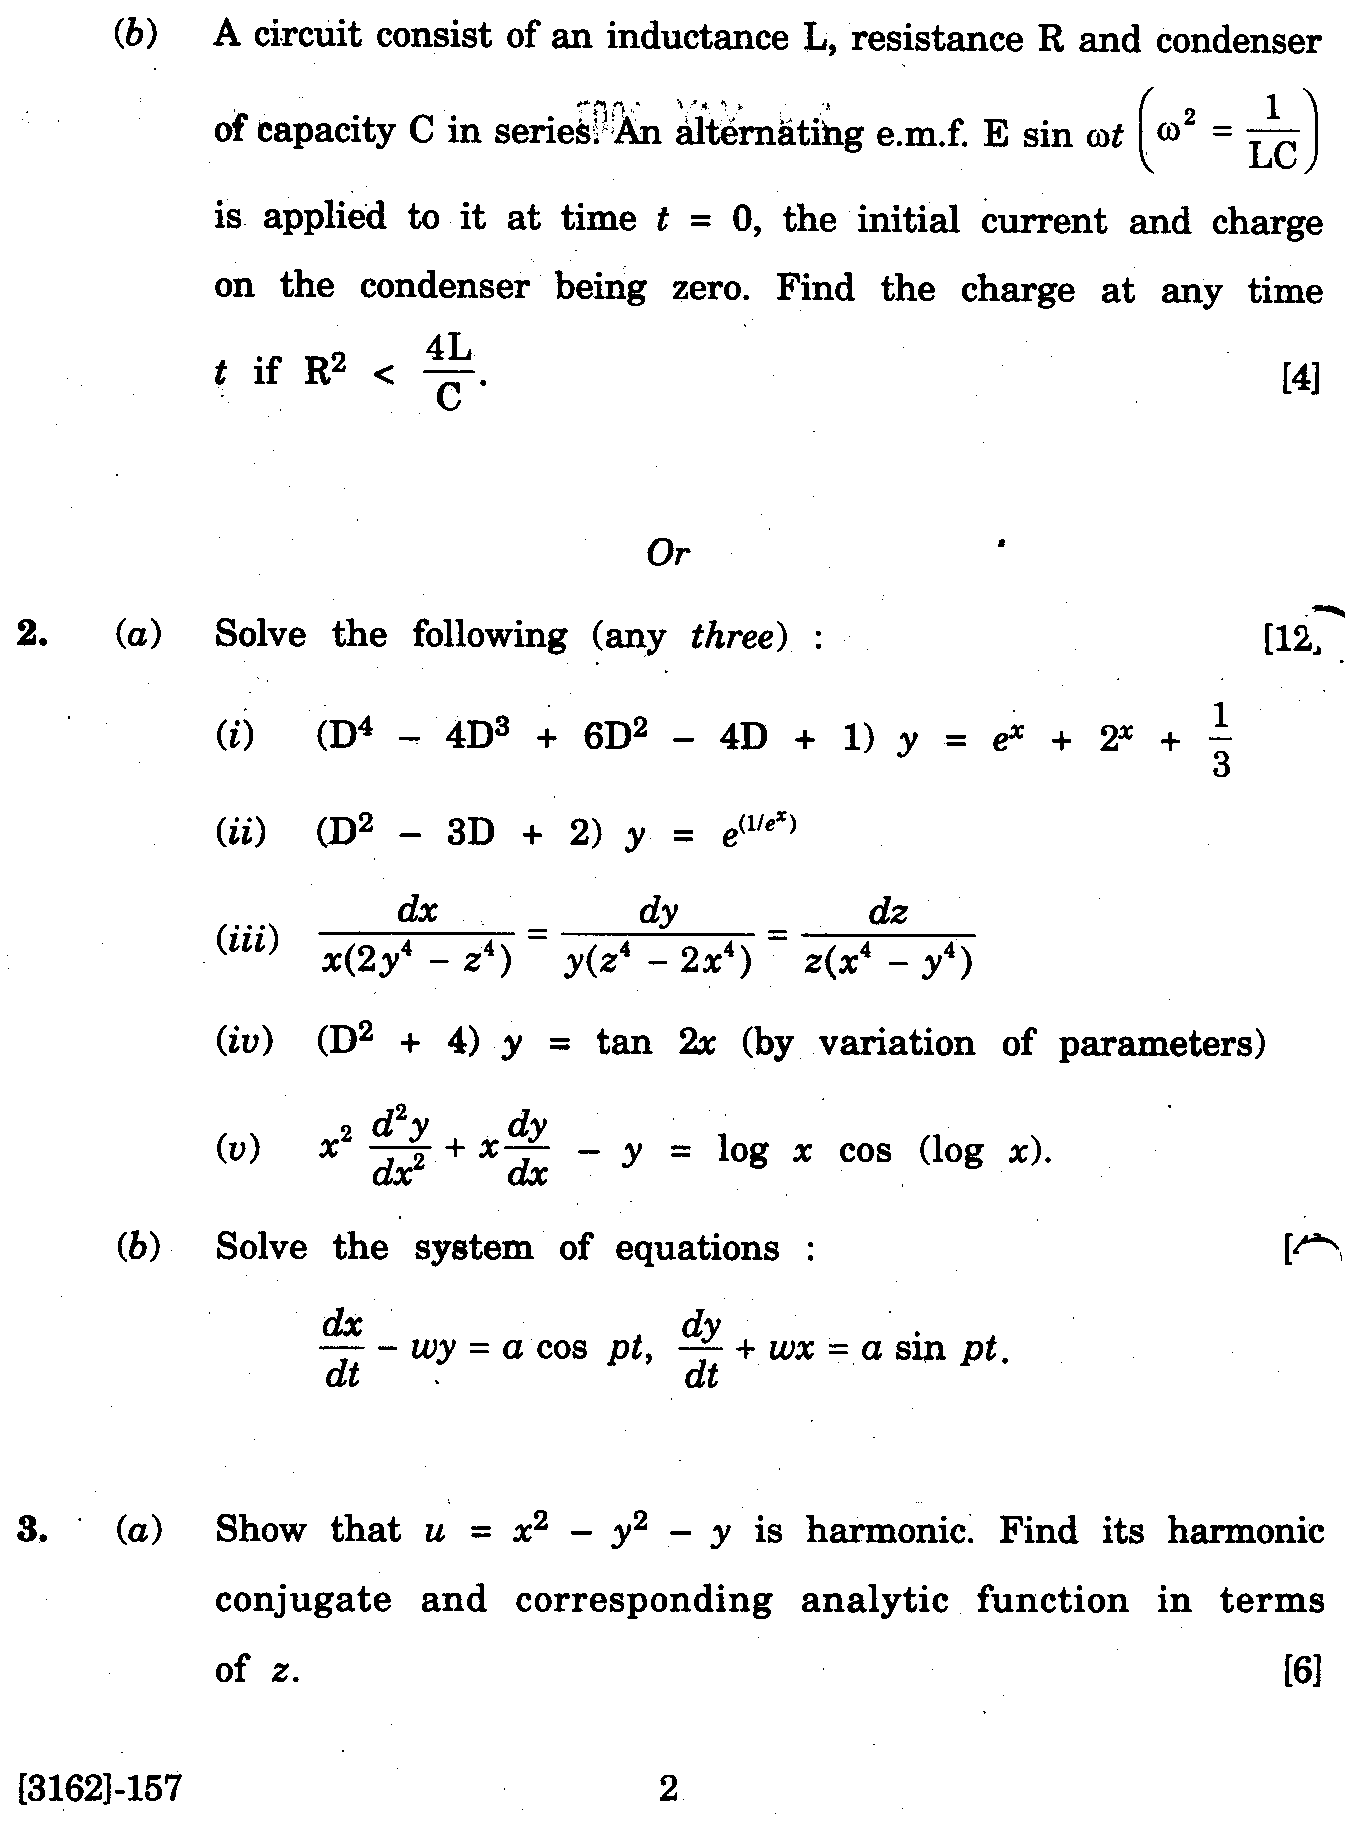 (b) A circuit consist of an inductance L, resistance R and condenser
of capacity C in series. An alternating e.m.f. E sin ωt (ω² = 1/LC)
is applied to it at time t = 0, the initial current and charge
on the condenser being zero. Find the charge at any time
t if R² < 4L/C. [4]
Or
2. (a) Solve the following (any three) : [12]
(i) (D⁴ – 4D³ + 6D² – 4D + 1) y = eˣ + 2ˣ + 1/3
(ii) (D² – 3D + 2) y = e^(1/eˣ)
(iii) dx/x(2y⁴ – z⁴) = dy/y(z⁴ – 2x⁴) = dz/z(x⁴ – y⁴)
(iv) (D² + 4) y = tan 2x (by variation of parameters)
(v) x² d²y/dx² + x dy/dx – y = log x cos (log x).
(b) Solve the system of equations :
dx/dt – wy = a cos pt, dy/dt + wx = a sin pt.
3. (a) Show that u = x² – y² – y is harmonic. Find its harmonic
conjugate and corresponding analytic function in terms
of z. [6]
[3162]-157 2